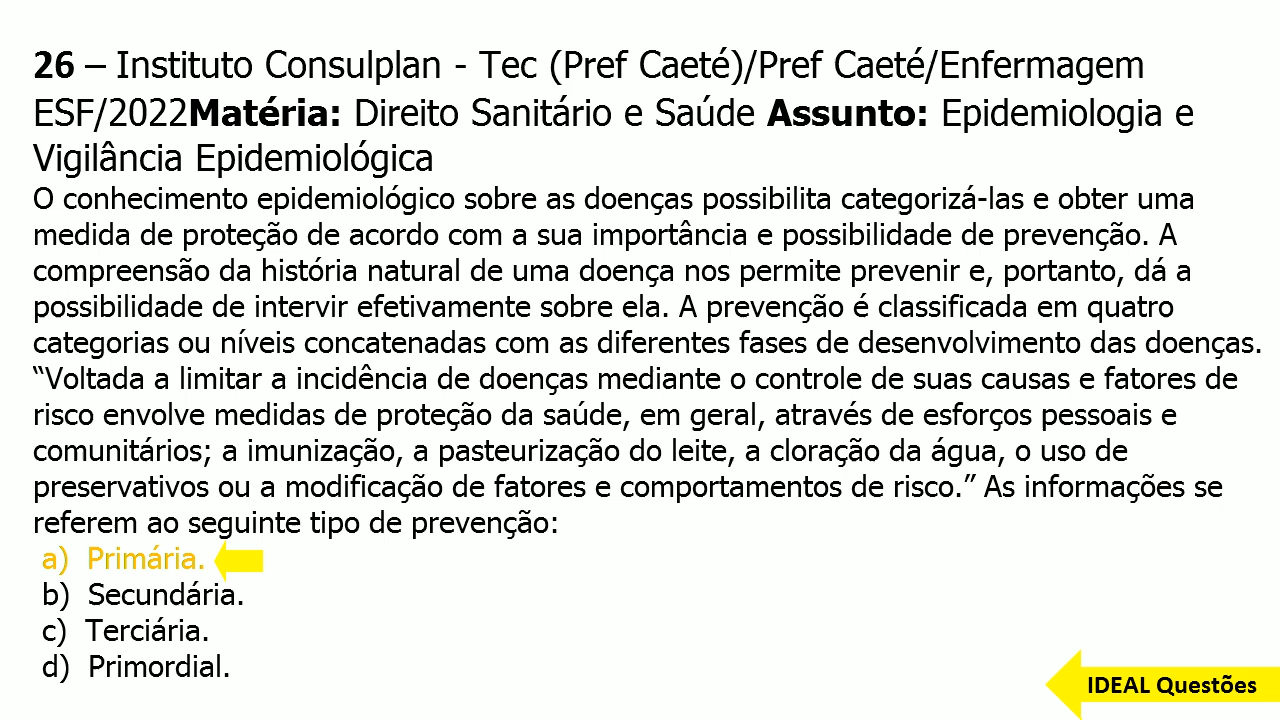 26 – Instituto Consulplan - Tec (Pref Caeté)/Pref Caeté/Enfermagem
ESF/2022Matéria: Direito Sanitário e Saúde Assunto: Epidemiologia e
Vigilância Epidemiológica
O conhecimento epidemiológico sobre as doenças possibilita categorizá-las e obter uma
medida de proteção de acordo com a sua importância e possibilidade de prevenção. A
compreensão da história natural de uma doença nos permite prevenir e, portanto, dá a
possibilidade de intervir efetivamente sobre ela. A prevenção é classificada em quatro
categorias ou níveis concatenadas com as diferentes fases de desenvolvimento das doenças.
“Voltada a limitar a incidência de doenças mediante o controle de suas causas e fatores de
risco envolve medidas de proteção da saúde, em geral, através de esforços pessoais e
comunitários; a imunização, a pasteurização do leite, a cloração da água, o uso de
preservativos ou a modificação de fatores e comportamentos de risco.” As informações se
referem ao seguinte tipo de prevenção:
a) Primária.
b) Secundária.
c) Terciária.
d) Primordial.
IDEAL Questões